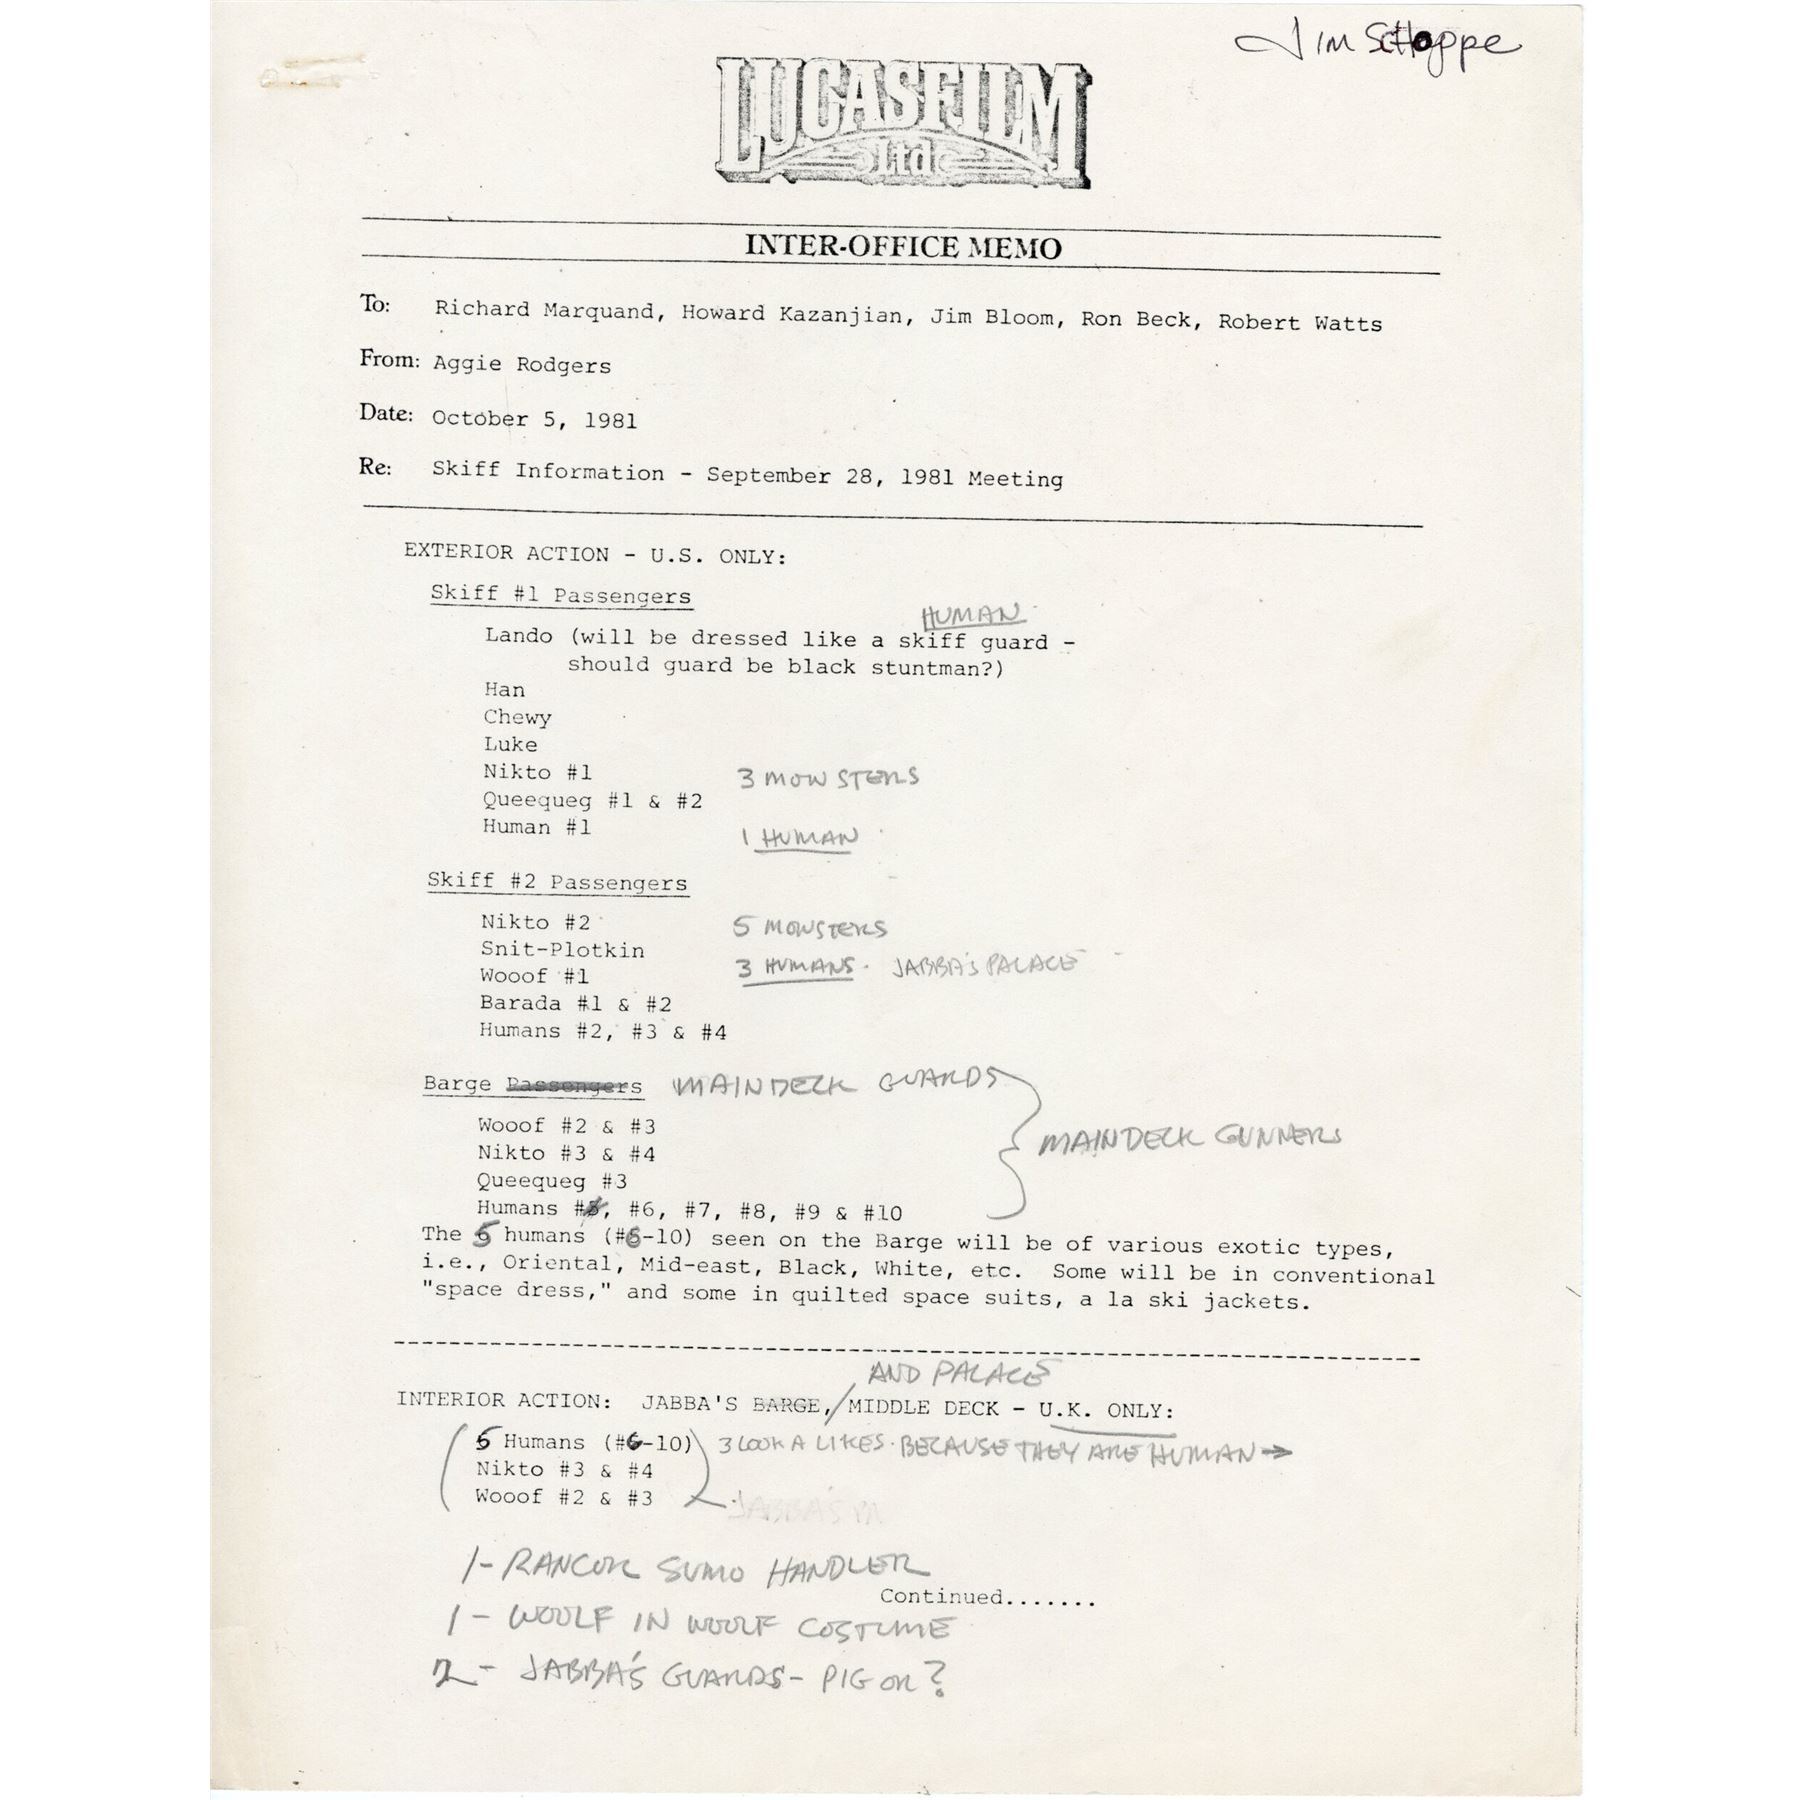 Jim Schoppe
LUCASFILM
Ltd
INTER-OFFICE MEMO
To: Richard Marquand, Howard Kazanjian, Jim Bloom, Ron Beck, Robert Watts
From: Aggie Rodgers
Date: October 5, 1981
Re: Skiff Information - September 28, 1981 Meeting
EXTERIOR ACTION - U.S. ONLY:
Skiff #1 Passengers
HUMAN
Lando (will be dressed like a skiff guard -
should guard be black stuntman?)
Han
Chewy
Luke
Nikto #1 3 MONSTERS
Queequeg #1 & #2
Human #1 1 HUMAN
Skiff #2 Passengers
Nikto #2 5 MONSTERS
Snit-Plotkin
Wooof #1 3 HUMANS. JABBA'S PALACE
Barada #1 & #2
Humans #2, #3 & #4
Barge Passengers MAIN DECK GUARDS
Wooof #2 & #3 MAIN DECK GUNNERS
Nikto #3 & #4
Queequeg #3
Humans #5, #6, #7, #8, #9 & #10
The 5 humans (#6-10) seen on the Barge will be of various exotic types,
i.e., Oriental, Mid-east, Black, White, etc. Some will be in conventional
"space dress," and some in quilted space suits, a la ski jackets.
AND PALACE
INTERIOR ACTION: JABBA'S BARGE, MIDDLE DECK - U.K. ONLY:
5 Humans (#6-10) 3 LOOK A LIKES. BECAUSE THEY ARE HUMAN →
Nikto #3 & #4
Wooof #2 & #3
JABBA'S PA
1- RANCOR SUMO HANDLER
Continued.......
1 - WOOLF IN WOOLF COSTUME
2 - JABBA'S GUARDS - PIG OR ?